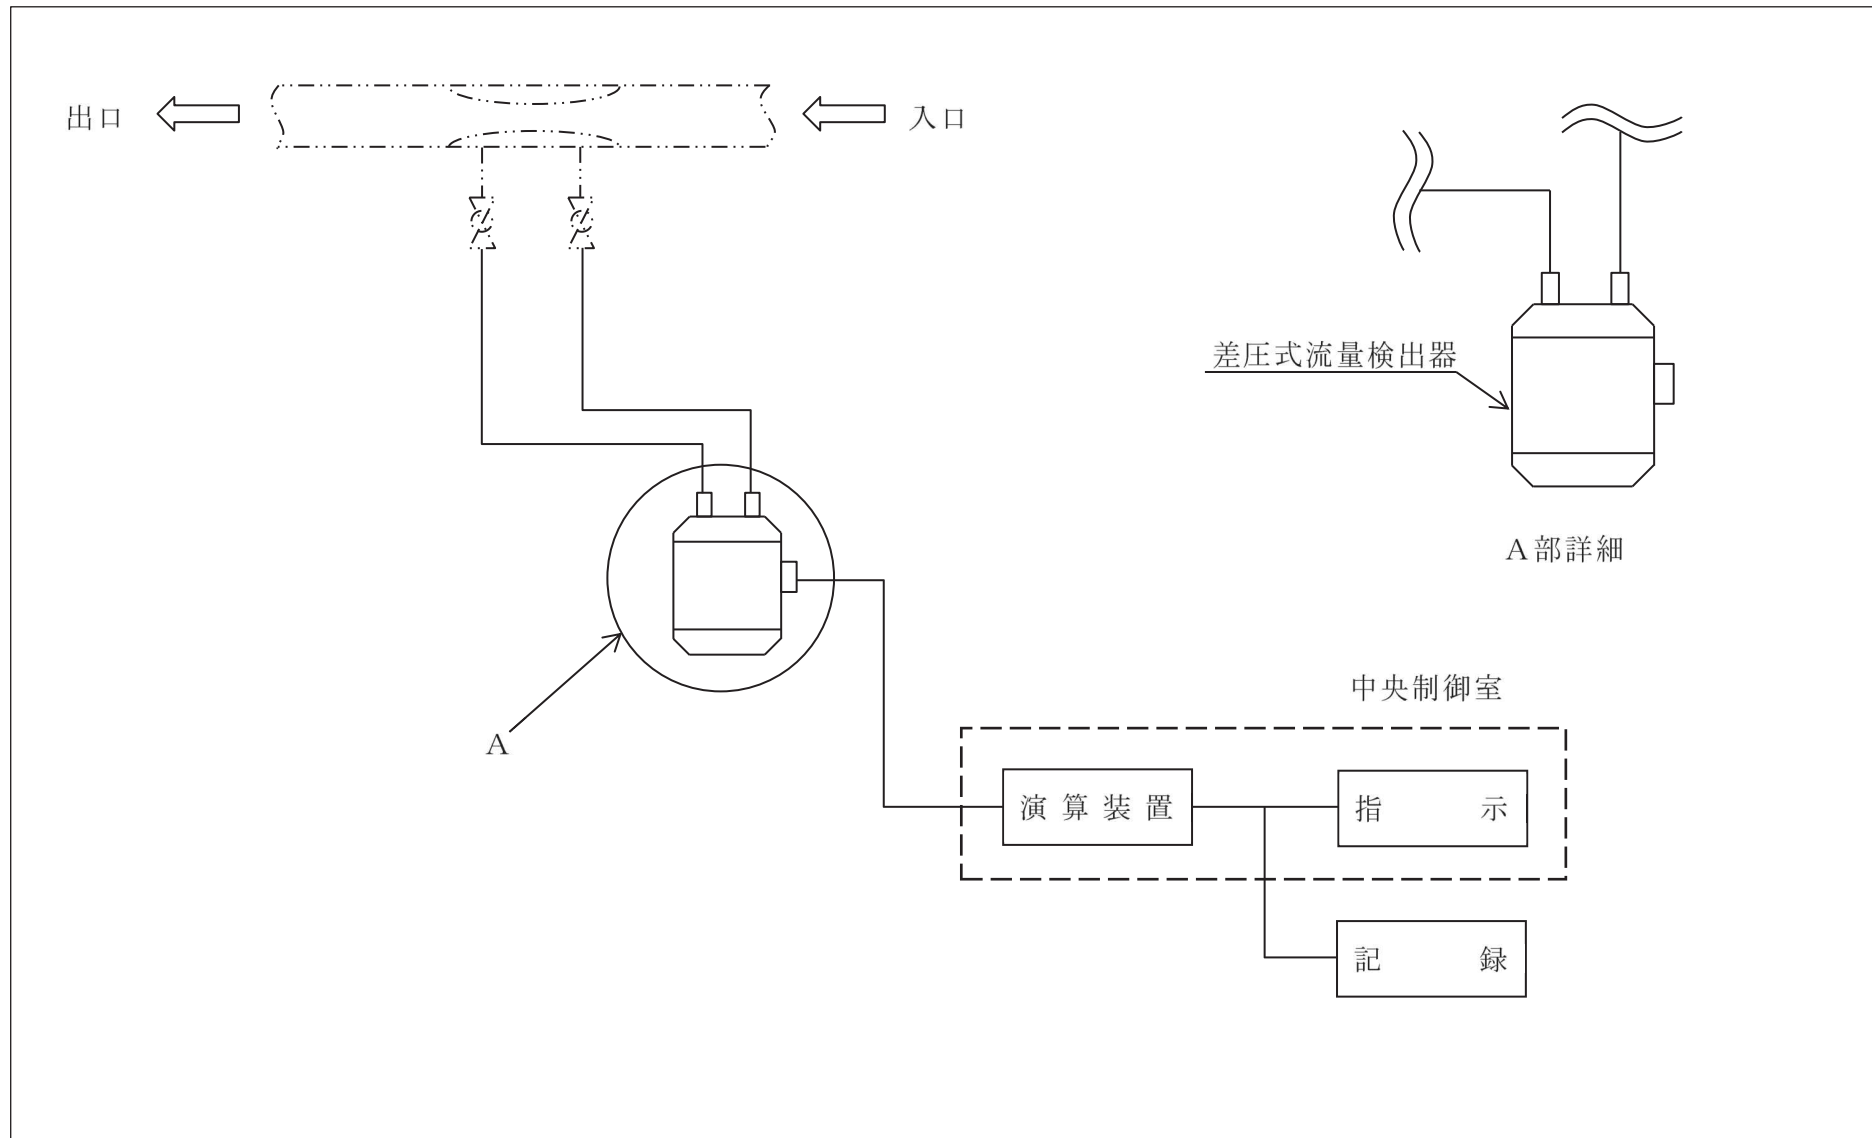 出口
入口
差圧式流量検出器
A部詳細
A
中央制御室
演算装置
指示
記録